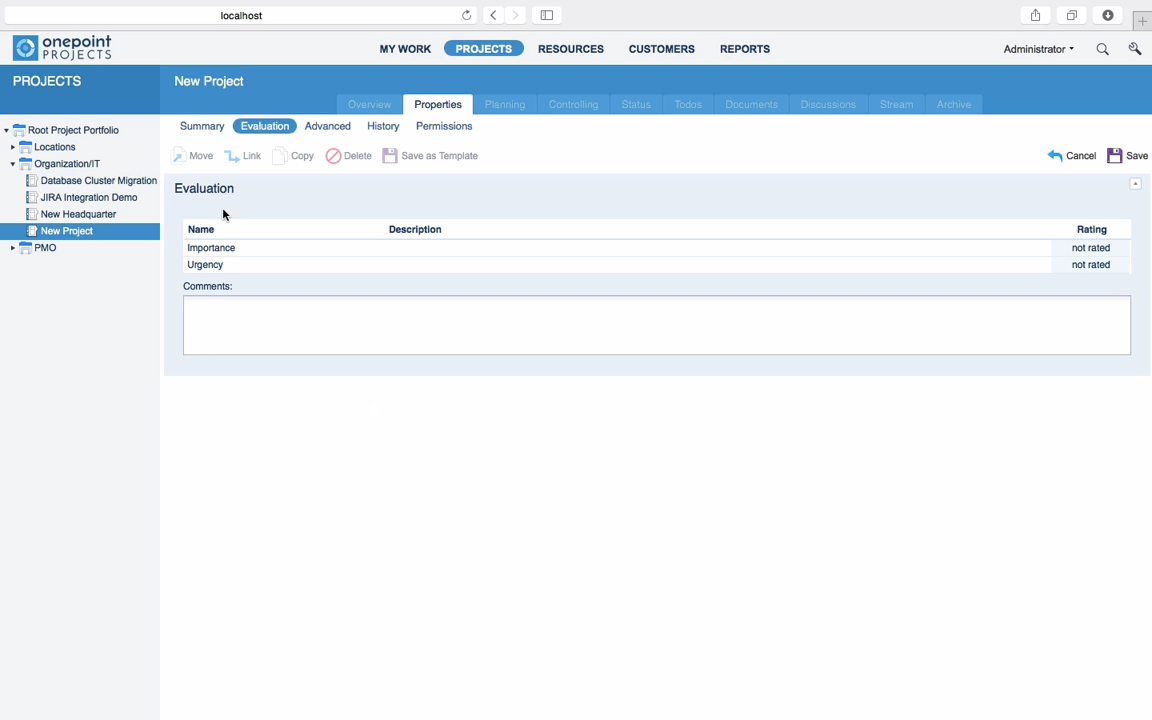 localhost
onepoint
PROJECTS
MY WORK PROJECTS RESOURCES CUSTOMERS REPORTS
Administrator
PROJECTS
New Project
Overview Properties Planning Controlling Status Todos Documents Discussions Stream Archive
Summary Evaluation Advanced History Permissions
Root Project Portfolio
Locations
Organization/IT
Database Cluster Migration
JIRA Integration Demo
New Headquarter
New Project
PMO
Move Link Copy Delete Save as Template Cancel Save
Evaluation
Name Description Rating
Importance not rated
Urgency not rated
Comments: